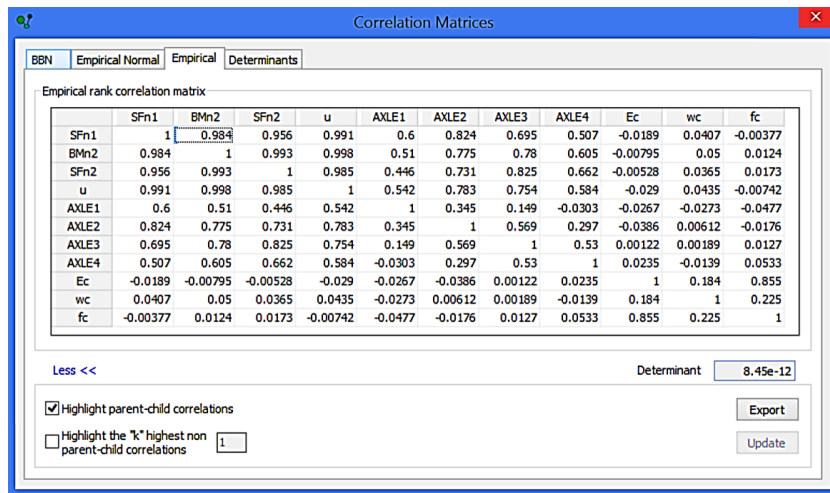 Correlation Matrices
BBN Empirical Normal Empirical Determinants
Empirical rank correlation matrix
SFn1 BMn2 SFn2 u AXLE1 AXLE2 AXLE3 AXLE4 Ec wc fc
SFn1 1 0.984 0.956 0.991 0.6 0.824 0.695 0.507 -0.0189 0.0407 -0.00377
BMn2 0.984 1 0.993 0.998 0.51 0.775 0.78 0.605 -0.00795 0.05 0.0124
SFn2 0.956 0.993 1 0.985 0.446 0.731 0.825 0.662 -0.00528 0.0365 0.0173
u 0.991 0.998 0.985 1 0.542 0.783 0.754 0.584 -0.029 0.0435 -0.00742
AXLE1 0.6 0.51 0.446 0.542 1 0.345 0.149 -0.0303 -0.0267 -0.0273 -0.0477
AXLE2 0.824 0.775 0.731 0.783 0.345 1 0.569 0.297 -0.0386 0.00612 -0.0176
AXLE3 0.695 0.78 0.825 0.754 0.149 0.569 1 0.53 0.00122 0.00189 0.0127
AXLE4 0.507 0.605 0.662 0.584 -0.0303 0.297 0.53 1 0.0235 -0.0139 0.0533
Ec -0.0189 -0.00795 -0.00528 -0.029 -0.0267 -0.0386 0.00122 0.0235 1 0.184 0.855
wc 0.0407 0.05 0.0365 0.0435 -0.0273 0.00612 0.00189 -0.0139 0.184 1 0.225
fc -0.00377 0.0124 0.0173 -0.00742 -0.0477 -0.0176 0.0127 0.0533 0.855 0.225 1
Less << Determinant 8.45e-12
Highlight parent-child correlations Export
Highlight the "k" highest non 1
parent-child correlations Update